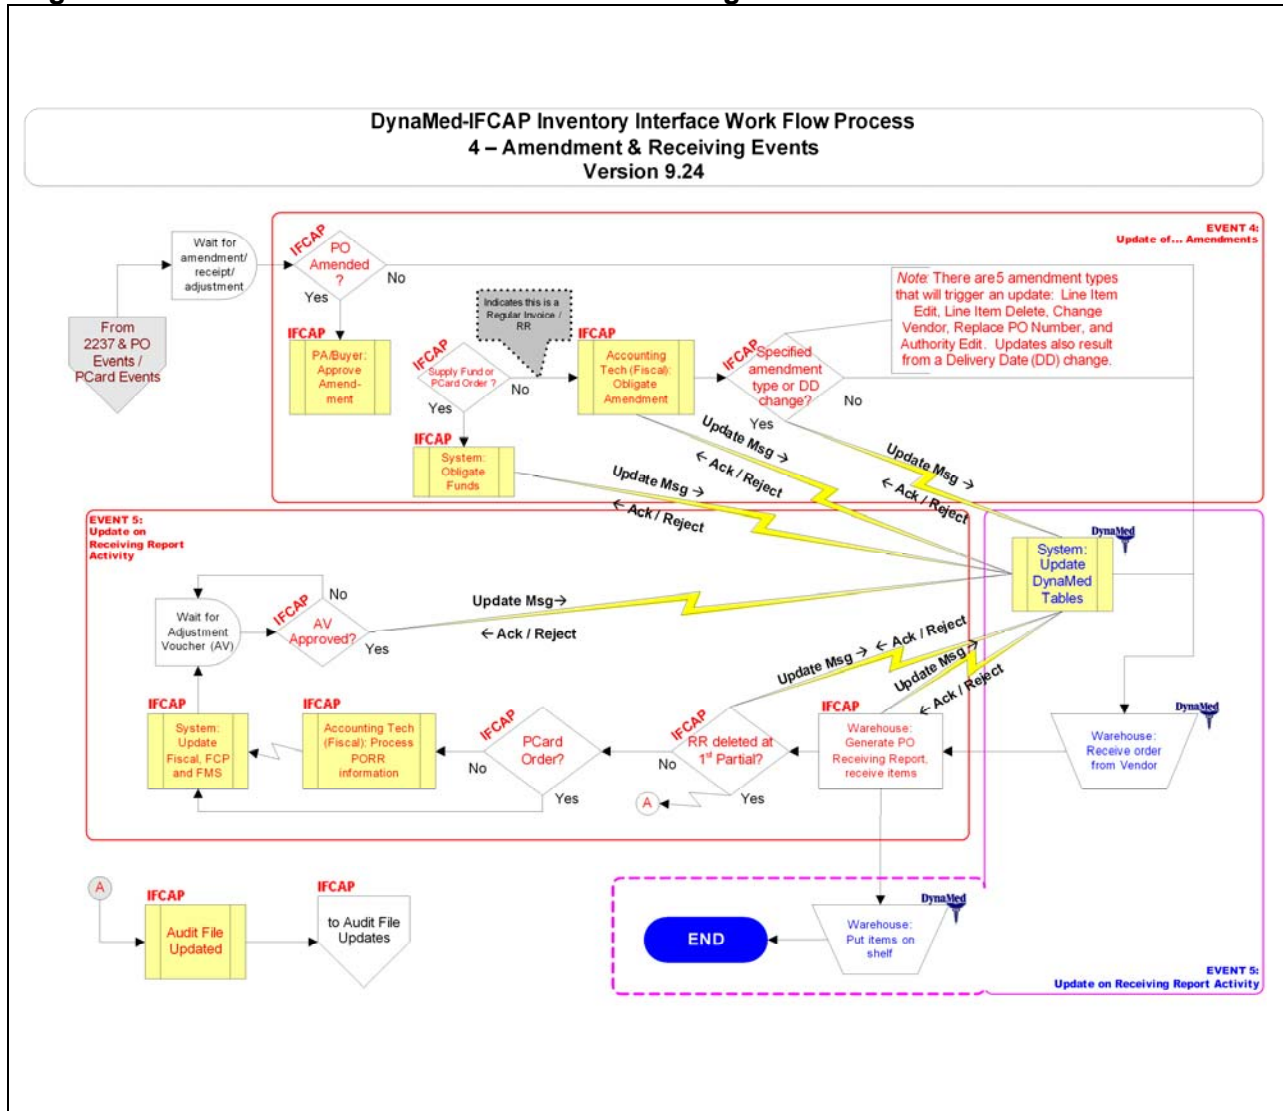 DynaMed-IFCAP Inventory Interface Work Flow Process
4 – Amendment & Receiving Events
Version 9.24
EVENT 4:
Update of... Amendments
Wait for
amendment/
receipt/
adjustment
IFCAP
PO
Amended
?
No
Yes
From
2237 & PO
Events /
PCard Events
IFCAP
PA/Buyer:
Approve
Amend-
ment
Indicates this is a
Regular Invoice /
RR
IFCAP
Supply Fund or
PCard Order ?
No
Yes
IFCAP
Accounting
Tech (Fiscal):
Obligate
Amendment
IFCAP
Specified
amendment
type or DD
change?
No
Yes
Note: There are 5 amendment types
that will trigger an update: Line Item
Edit, Line Item Delete, Change
Vendor, Replace PO Number, and
Authority Edit. Updates also result
from a Delivery Date (DD) change.
IFCAP
System:
Obligate
Funds
Update Msg →
← Ack / Reject
Update Msg →
← Ack / Reject
Update Msg →
← Ack / Reject
EVENT 5:
Update on
Receiving Report
Activity
DynaMed
System:
Update
DynaMed
Tables
No
Wait for
Adjustment
Voucher (AV)
IFCAP
AV
Approved?
Yes
Update Msg→
← Ack / Reject
Update Msg → ← Ack / Reject
Update Msg →
← Ack / Reject
IFCAP
System:
Update
Fiscal, FCP
and FMS
IFCAP
Accounting Tech
(Fiscal): Process
PORR
information
IFCAP
PCard
Order?
No
Yes
IFCAP
RR deleted at
1st Partial?
No
Yes
A
IFCAP
Warehouse:
Generate PO
Receiving Report,
receive items
DynaMed
Warehouse:
Receive order
from Vendor
A
IFCAP
Audit File
Updated
IFCAP
to Audit File
Updates
END
DynaMed
Warehouse:
Put items on
shelf
EVENT 5:
Update on Receiving Report Activity